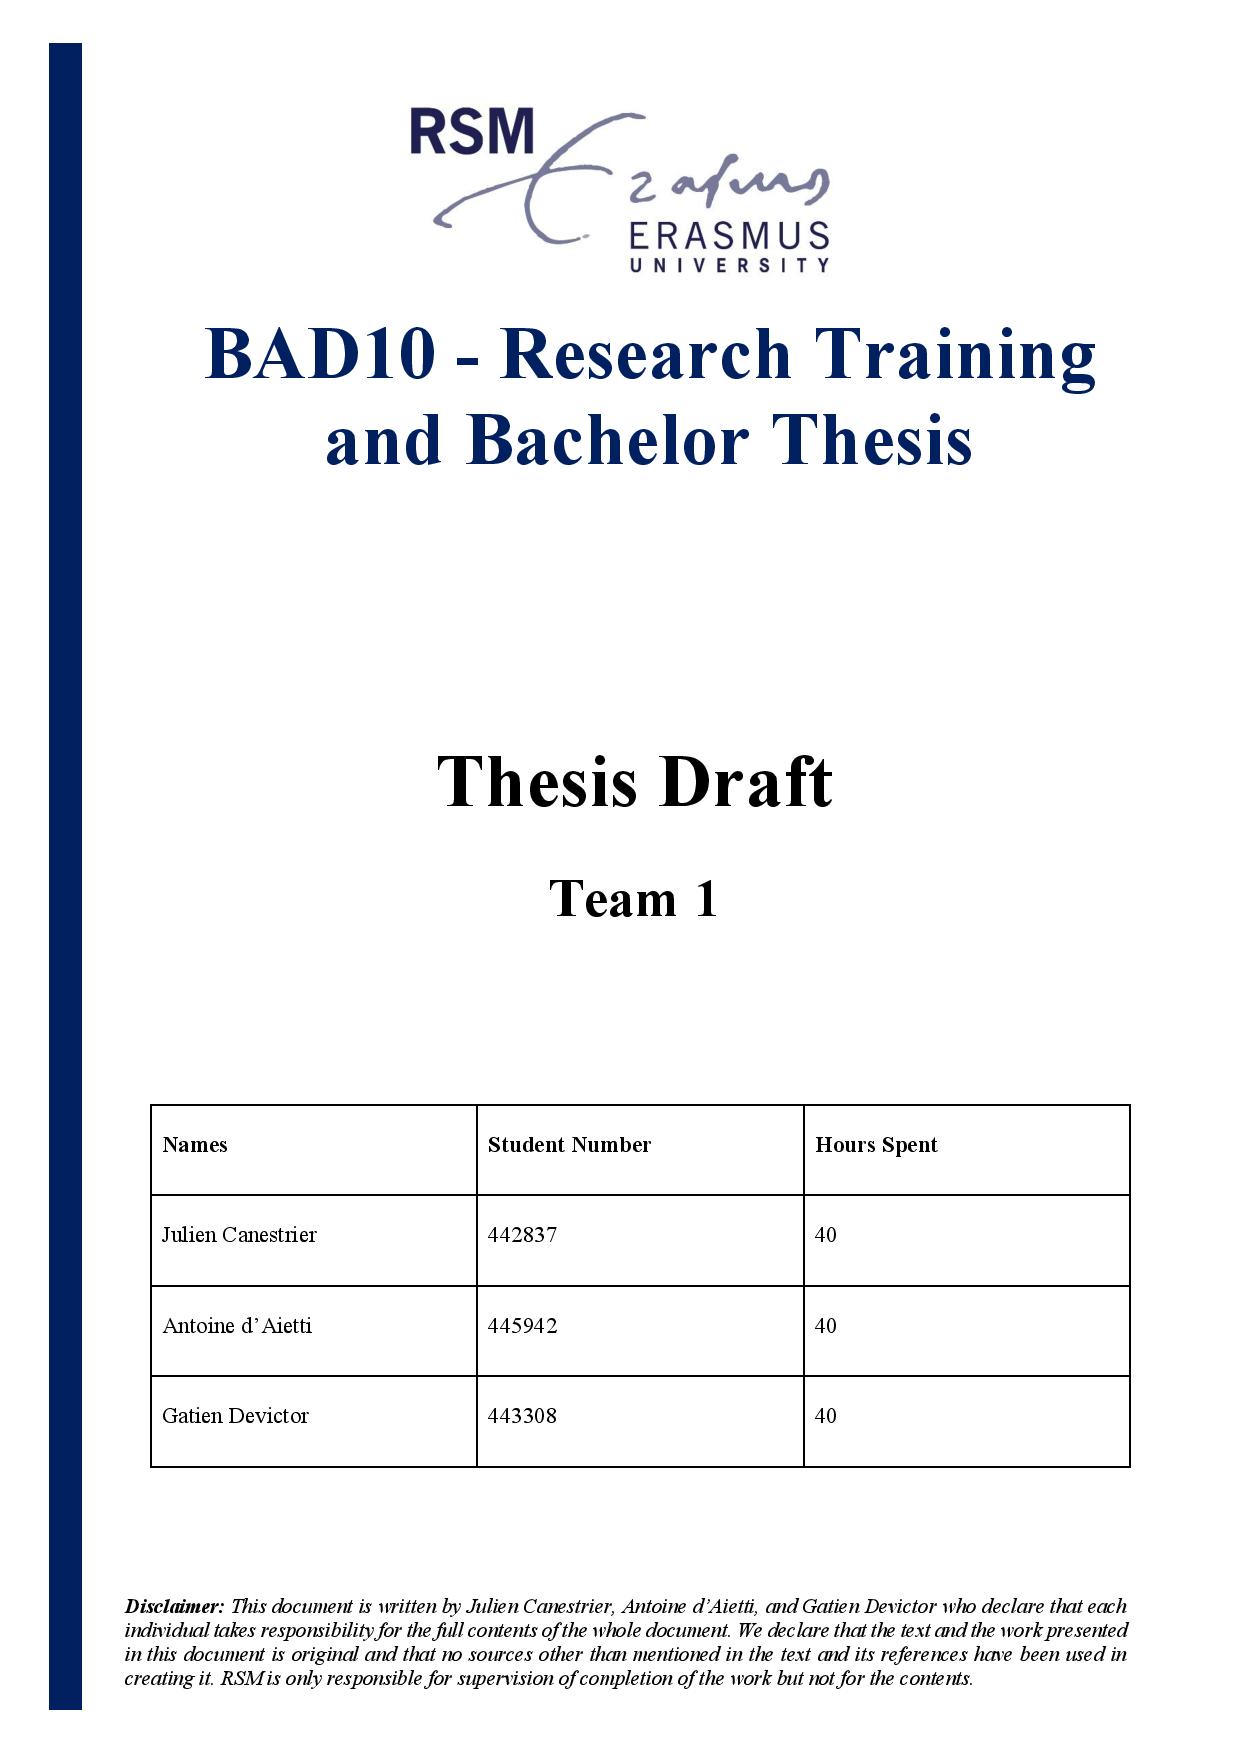 RSM
Erasmus
ERASMUS
UNIVERSITY
BAD10 - Research Training
and Bachelor Thesis
Thesis Draft
Team 1
Names Student Number Hours Spent
Julien Canestrier 442837 40
Antoine d’Aietti 445942 40
Gatien Devictor 443308 40
Disclaimer: This document is written by Julien Canestrier, Antoine d’Aietti, and Gatien Devictor who declare that each
individual takes responsibility for the full contents of the whole document. We declare that the text and the work presented
in this document is original and that no sources other than mentioned in the text and its references have been used in
creating it. RSM is only responsible for supervision of completion of the work but not for the contents.